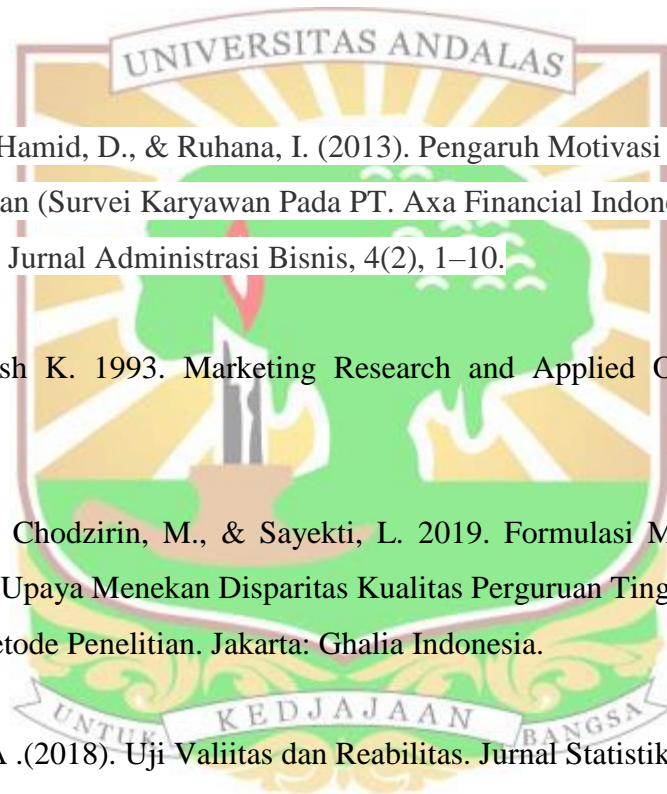 UNIVERSITAS ANDALAS
Hamid, D., & Ruhana, I. (2013). Pengaruh Motivasi
an (Survei Karyawan Pada PT. Axa Financial Indone
Jurnal Administrasi Bisnis, 4(2), 1–10.
sh K. 1993. Marketing Research and Applied O
Chodzirin, M., & Sayekti, L. 2019. Formulasi M
Upaya Menekan Disparitas Kualitas Perguruan Ting
etode Penelitian. Jakarta: Ghalia Indonesia.
UNTUK KEDJAJAAN BANGSA
A .(2018). Uji Valiitas dan Reabilitas. Jurnal Statistik